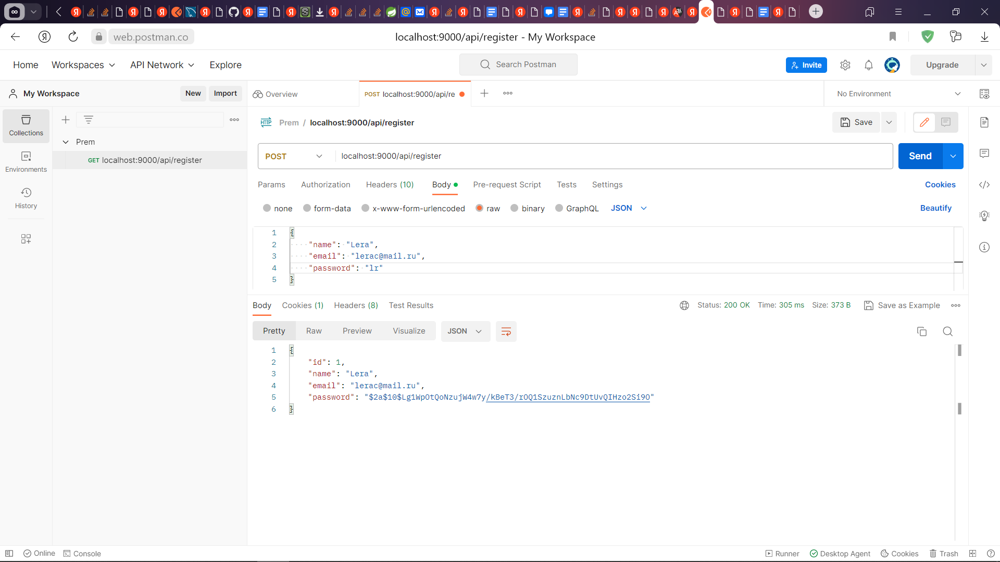 web.postman.co
localhost:9000/api/register - My Workspace
Home
Workspaces
API Network
Explore
Search Postman
Invite
Upgrade
My Workspace
New
Import
Overview
POST localhost:9000/api/re
No Environment
Collections
Environments
History
Prem
GET localhost:9000/api/register
HTTP
Prem / localhost:9000/api/register
Save
POST
localhost:9000/api/register
Send
Params
Authorization
Headers (10)
Body
Pre-request Script
Tests
Settings
Cookies
none
form-data
x-www-form-urlencoded
raw
binary
GraphQL
JSON
Beautify
1 {
2 "name": "Lera",
3 "email": "lerac@mail.ru",
4 "password": "lr"
5 }
Body
Cookies (1)
Headers (8)
Test Results
Status: 200 OK
Time: 305 ms
Size: 373 B
Save as Example
Pretty
Raw
Preview
Visualize
JSON
1 {
2 "id": 1,
3 "name": "Lera",
4 "email": "lerac@mail.ru",
5 "password": "$2a$10$Lg1WpOtQoNzujW4w7y/kBeT3/rOQ1SzuznLbNc9DtUvQIHzo2Si9O"
6 }
Online
Console
Runner
Desktop Agent
Cookies
Trash